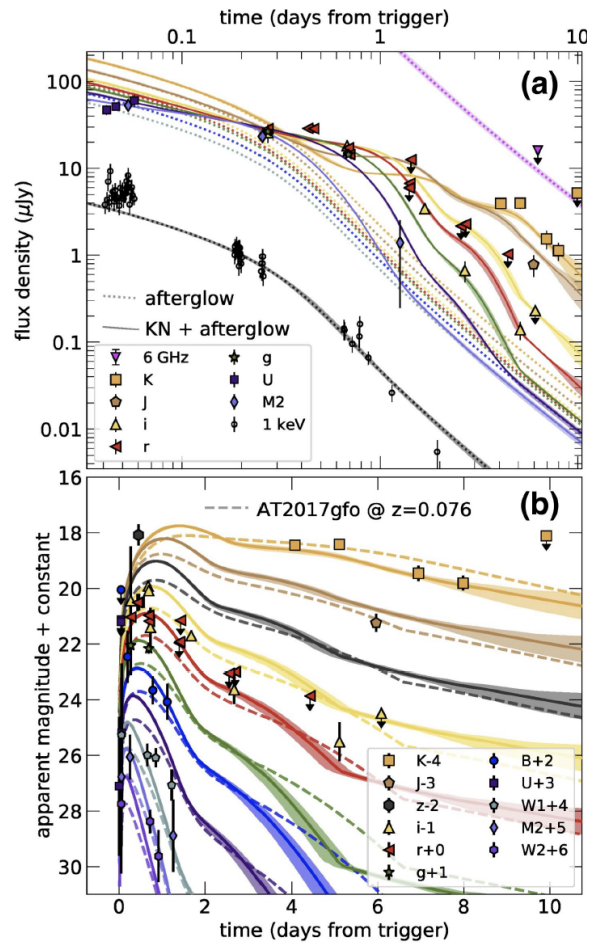 time (days from trigger)
0.1 1 10
(a)
100
10
1
0.1
0.01
flux density (μJy)
afterglow
KN + afterglow
6 GHz g
K U
J M2
i 1 keV
r
(b)
AT2017gfo @ z=0.076
16
18
20
22
24
26
28
30
apparent magnitude + constant
K-4 B+2
J-3 U+3
z-2 W1+4
i-1 M2+5
r+0 W2+6
g+1
0 2 4 6 8 10
time (days from trigger)